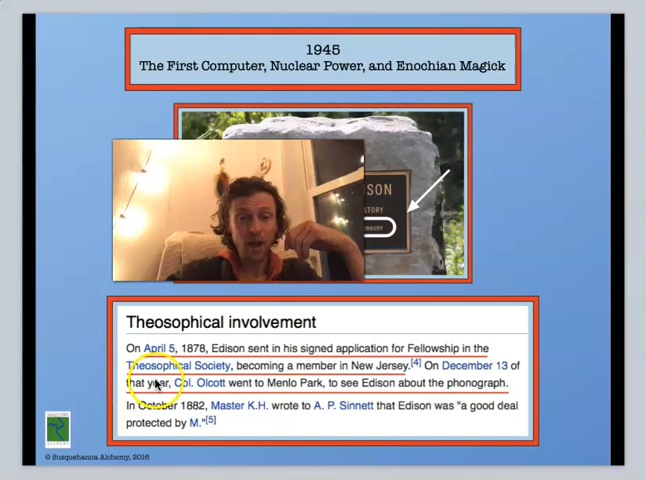 1945
The First Computer, Nuclear Power, and Enochian Magick
SON
STORY
UNBURY
Theosophical involvement
On April 5, 1878, Edison sent in his signed application for Fellowship in the
Theosophical Society, becoming a member in New Jersey.[4] On December 13 of
that year, Col. Olcott went to Menlo Park, to see Edison about the phonograph.
In October 1882, Master K.H. wrote to A. P. Sinnett that Edison was "a good deal
protected by M."[5]
© Susquehanna Alchemy, 2016